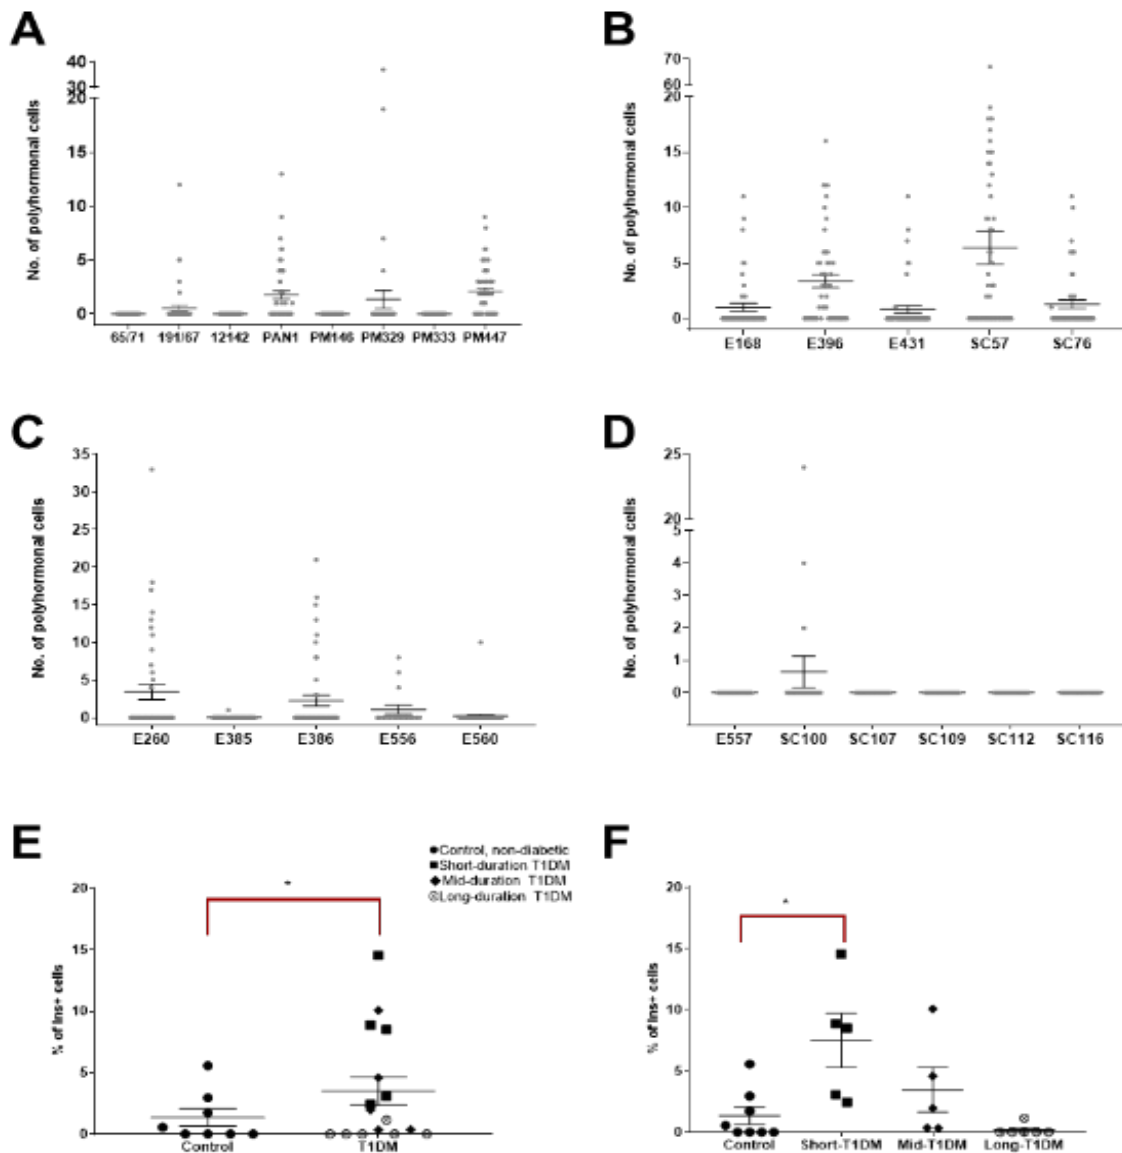 A
No. of polyhormonal cells
40
30
20
15
10
5
0
65/71 191/67 12142 PAN1 PM146 PM329 PM333 PM447
B
No. of polyhormonal cells
70
60
20
15
10
5
0
E168 E396 E431 SC57 SC76
C
No. of polyhormonal cells
35
30
25
20
15
10
5
0
E260 E385 E386 E556 E560
D
No. of polyhormonal cells
25
20
5
4
3
2
1
0
E557 SC100 SC107 SC109 SC112 SC116
E
Control, non-diabetic
Short-duration T1DM
Mid-duration T1DM
Long-duration T1DM
% of Ins+ cells
20
15
10
5
0
*
Control T1DM
F
% of Ins+ cells
20
15
10
5
0
*
Control Short-T1DM Mid-T1DM Long-T1DM